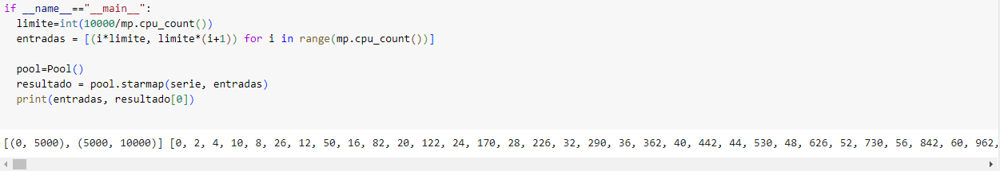 if __name__=="__main__":
  limite=int(10000/mp.cpu_count())
  entradas = [(i*limite, limite*(i+1)) for i in range(mp.cpu_count())]

  pool=Pool()
  resultado = pool.starmap(serie, entradas)
  print(entradas, resultado[0])

[(0, 5000), (5000, 10000)] [0, 2, 4, 10, 8, 26, 12, 50, 16, 82, 20, 122, 24, 170, 28, 226, 32, 290, 36, 362, 40, 442, 44, 530, 48, 626, 52, 730, 56, 842, 60, 962,